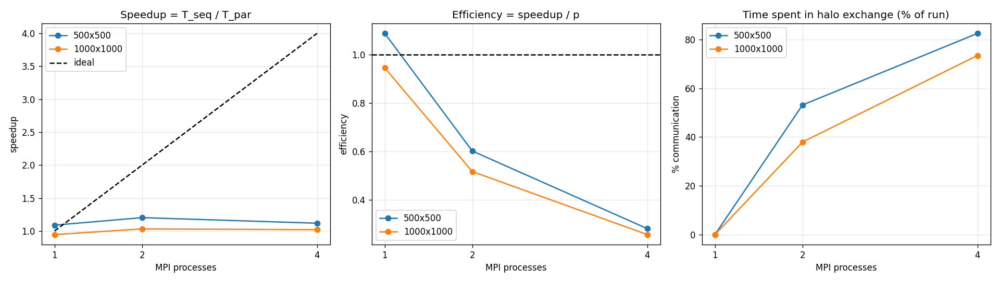 Speedup = T_seq / T_par
500x500
1000x1000
ideal
4.0
3.5
3.0
2.5
2.0
1.5
1.0
speedup
1
2
4
MPI processes
Efficiency = speedup / p
1.0
0.8
0.6
0.4
efficiency
500x500
1000x1000
1
2
4
MPI processes
Time spent in halo exchange (% of run)
500x500
1000x1000
80
60
40
20
0
% communication
1
2
4
MPI processes